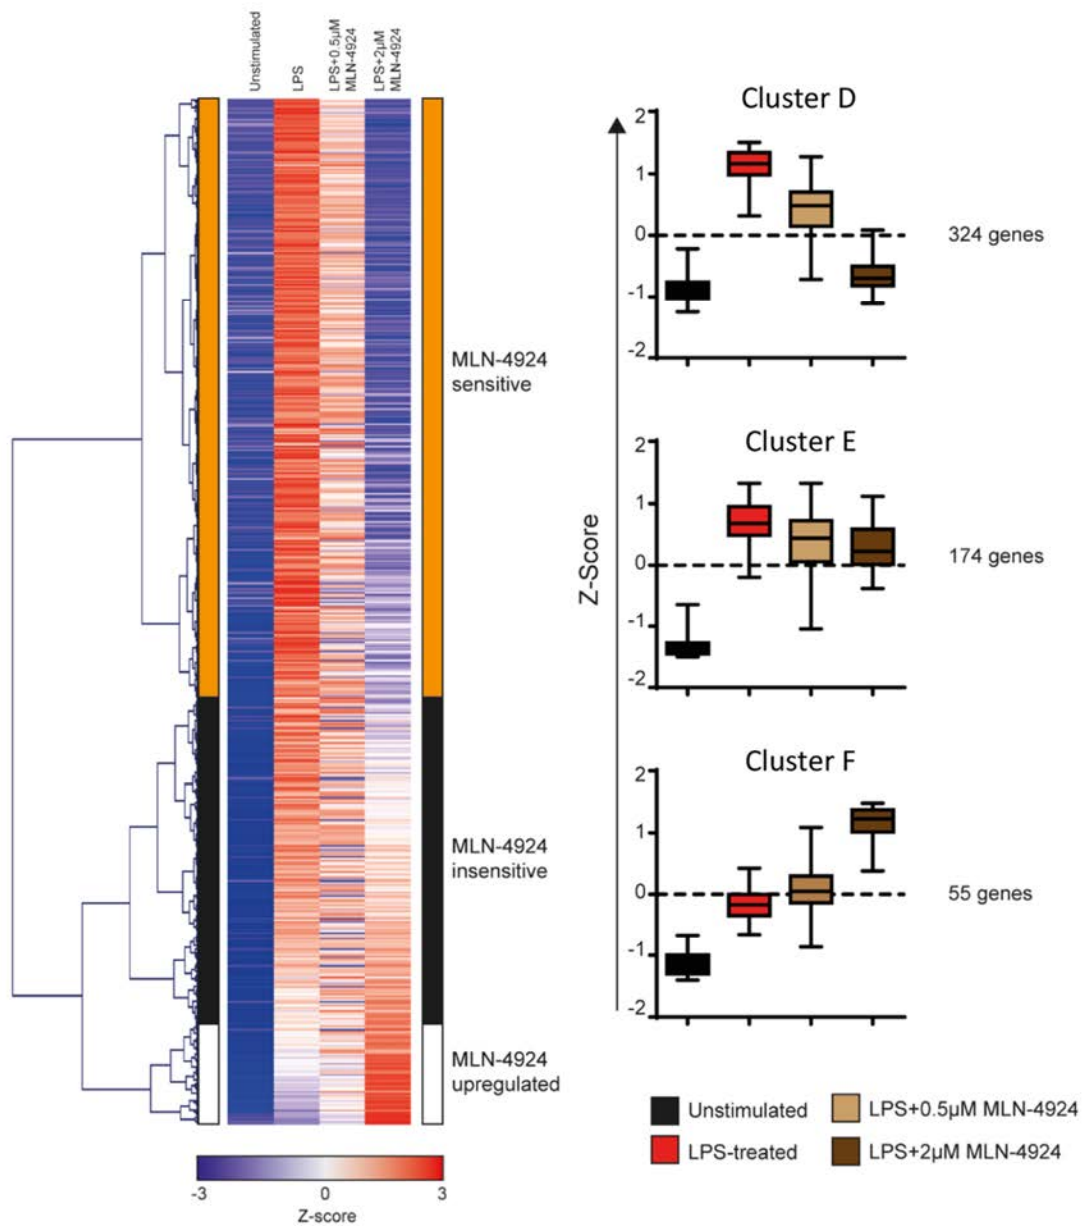 Unstimulated
LPS
LPS+0.5µM
MLN-4924
LPS+2µM
MLN-4924
MLN-4924
sensitive
MLN-4924
insensitive
MLN-4924
upregulated
-3
0
3
Z-score
Z-Score
Cluster D
2
1
0
-1
-2
324 genes
Cluster E
2
1
0
-1
-2
174 genes
Cluster F
2
1
0
-1
-2
55 genes
Unstimulated
LPS+0.5µM MLN-4924
LPS-treated
LPS+2µM MLN-4924